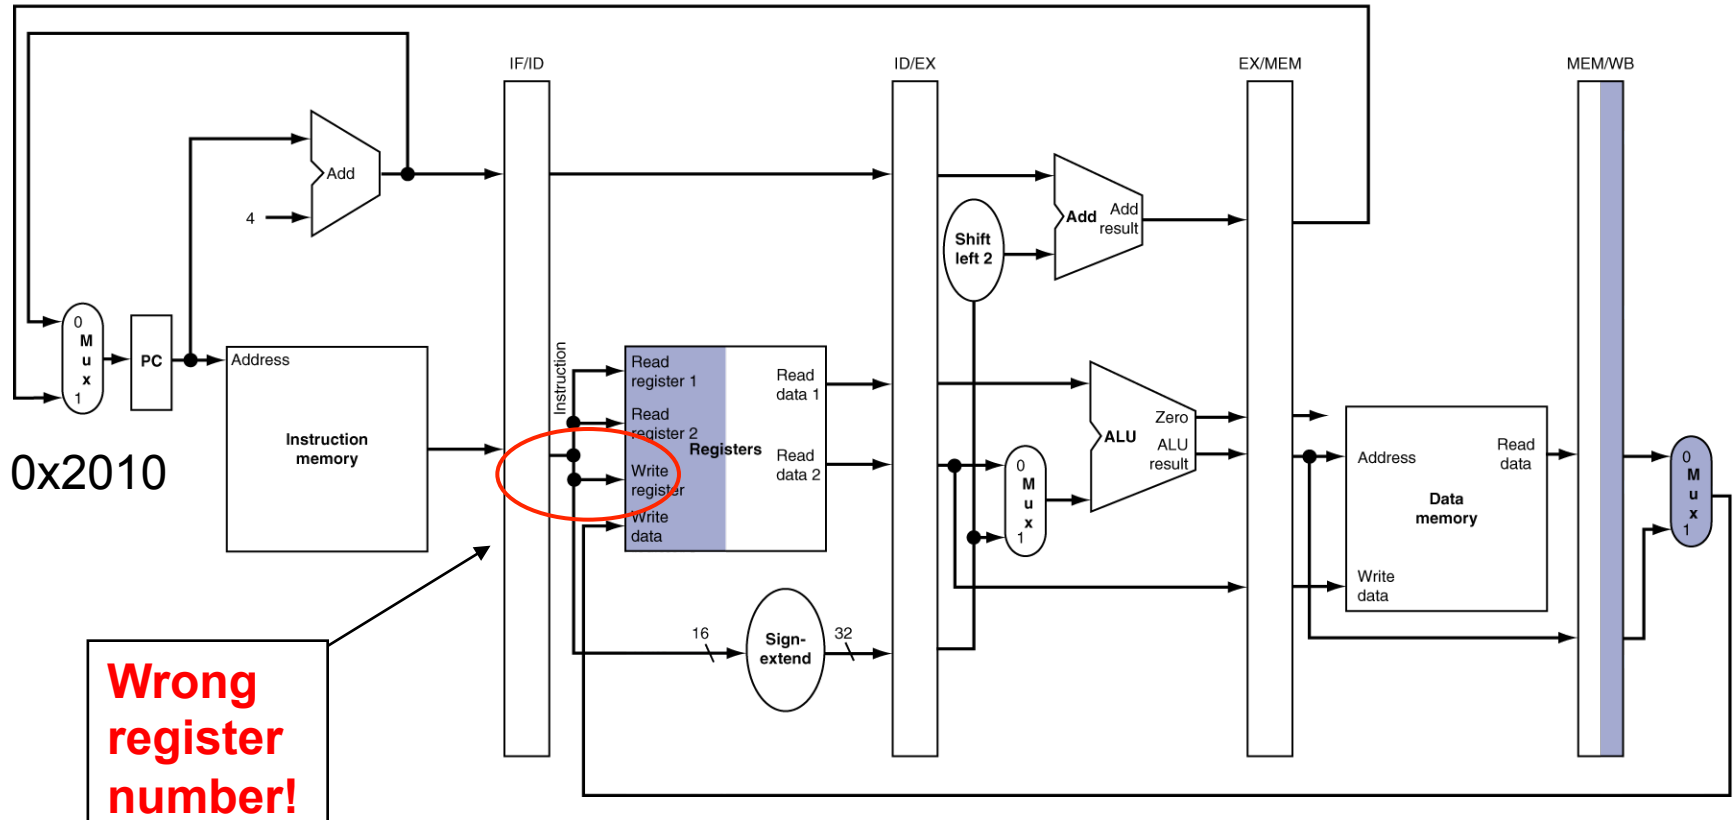 IF/ID
ID/EX
EX/MEM
MEM/WB
Add
4
Add
Add
result
Shift
left 2
0
M
u
x
1
PC
Address
Instruction
memory
0x2010
Instruction
Read
register 1
Read
register 2
Write
register
Write
data
Registers
Read
data 1
Read
data 2
0
M
u
x
1
ALU
Zero
ALU
result
Address
Read
data
Data
memory
Write
data
0
M
u
x
1
16
Sign-
extend
32
Wrong
register
number!